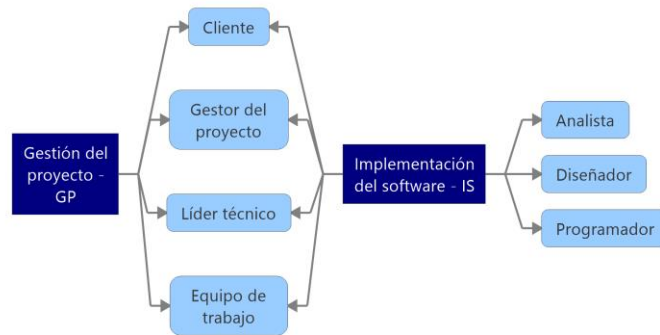 Gestión del
proyecto -
GP
Cliente
Gestor del
proyecto
Líder técnico
Equipo de
trabajo
Implementación
del software - IS
Analista
Diseñador
Programador